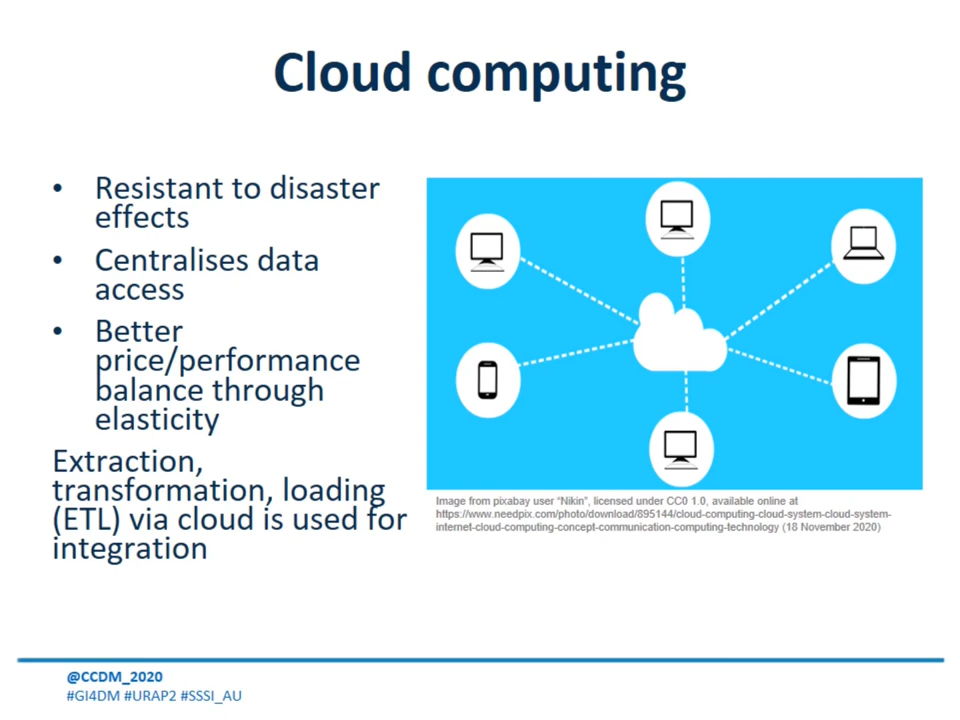 Cloud computing
• Resistant to disaster
effects
• Centralises data
access
• Better
price/performance
balance through
elasticity
Extraction,
transformation, loading
(ETL) via cloud is used for
integration
Image from pixabay user “Nikin”, licensed under CC0 1.0, available online at
https://www.needpix.com/photo/download/895144/cloud-computing-cloud-system-cloud-system-
internet-cloud-computing-concept-communication-computing-technology (18 November 2020)
@CCDM_2020
#GI4DM #URAP2 #SSSI_AU